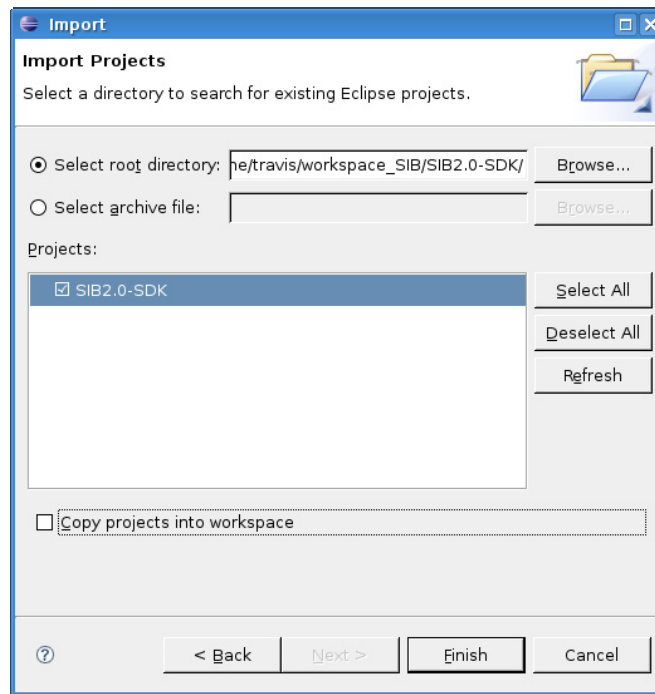 Import
Import Projects
Select a directory to search for existing Eclipse projects.
Select root directory: he/travis/workspace_SIB/SIB2.0-SDK/ Browse...
Select archive file: Browse...
Projects:
SIB2.0-SDK
Select All
Deselect All
Refresh
Copy projects into workspace
? < Back Next > Finish Cancel